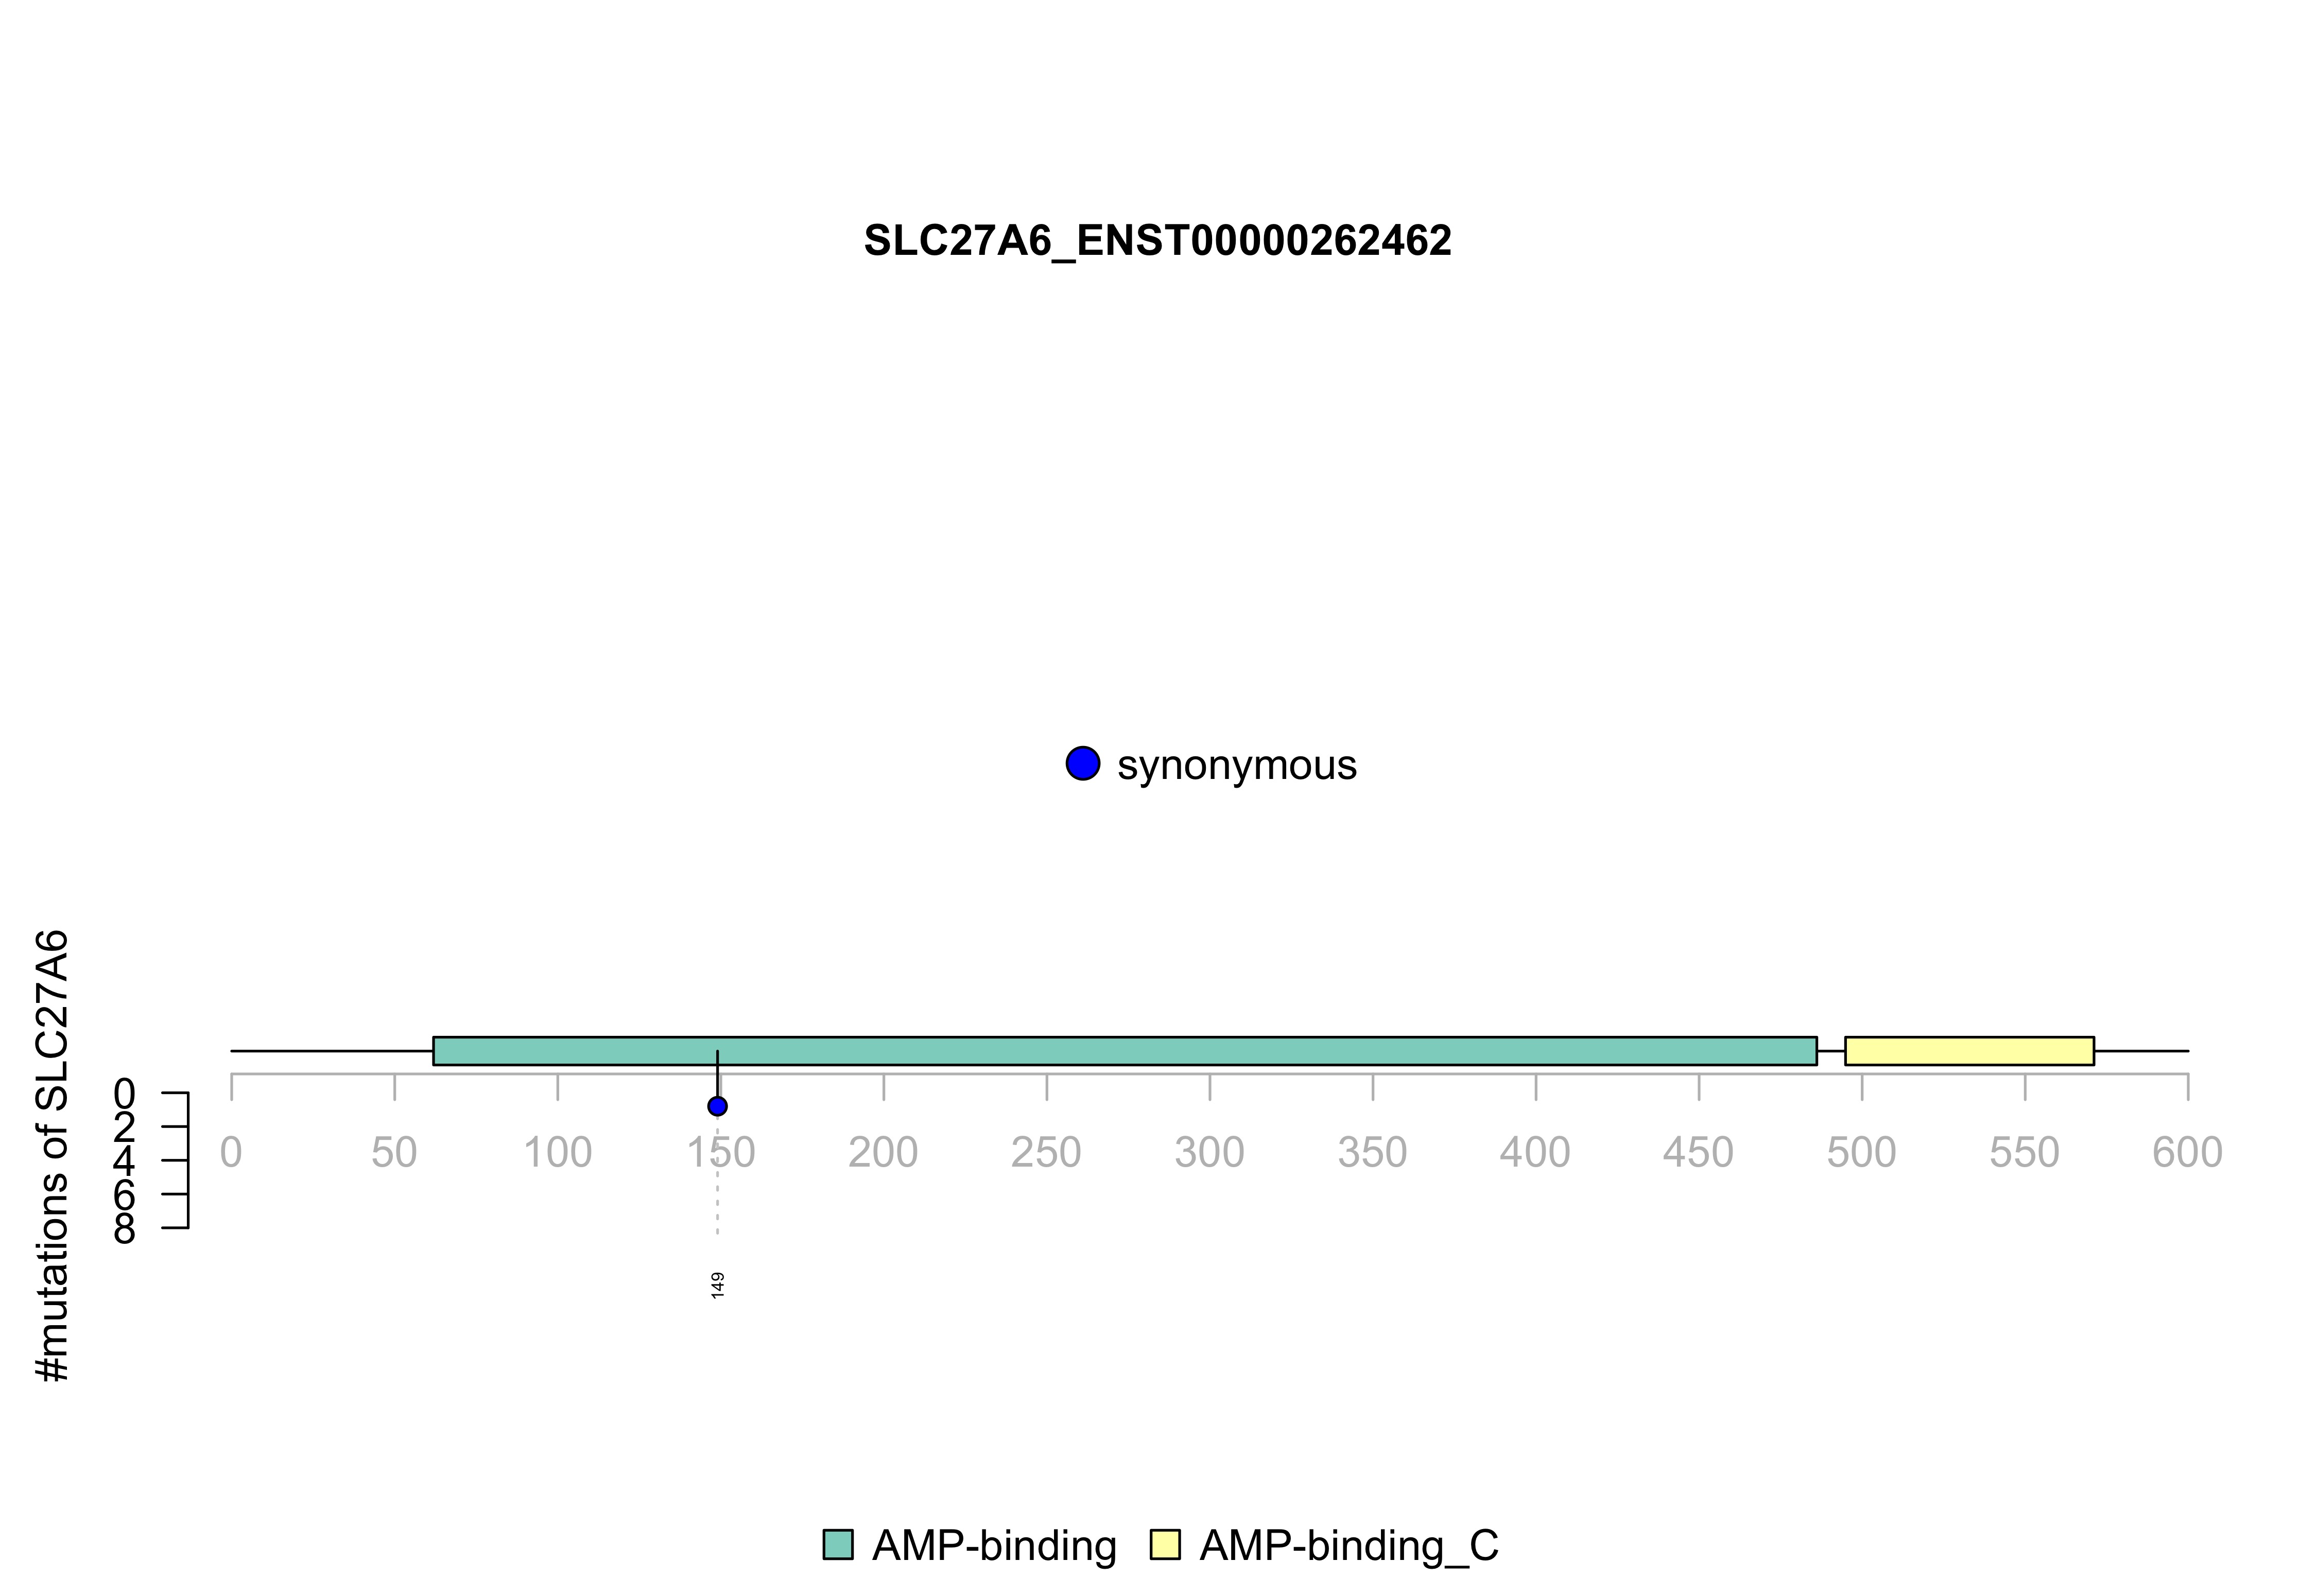 SLC27A6_ENST00000262462
synonymous
#mutations of SLC27A6
0
2
4
6
8
0 50 100 150 200 250 300 350 400 450 500 550 600
149
AMP-binding AMP-binding_C